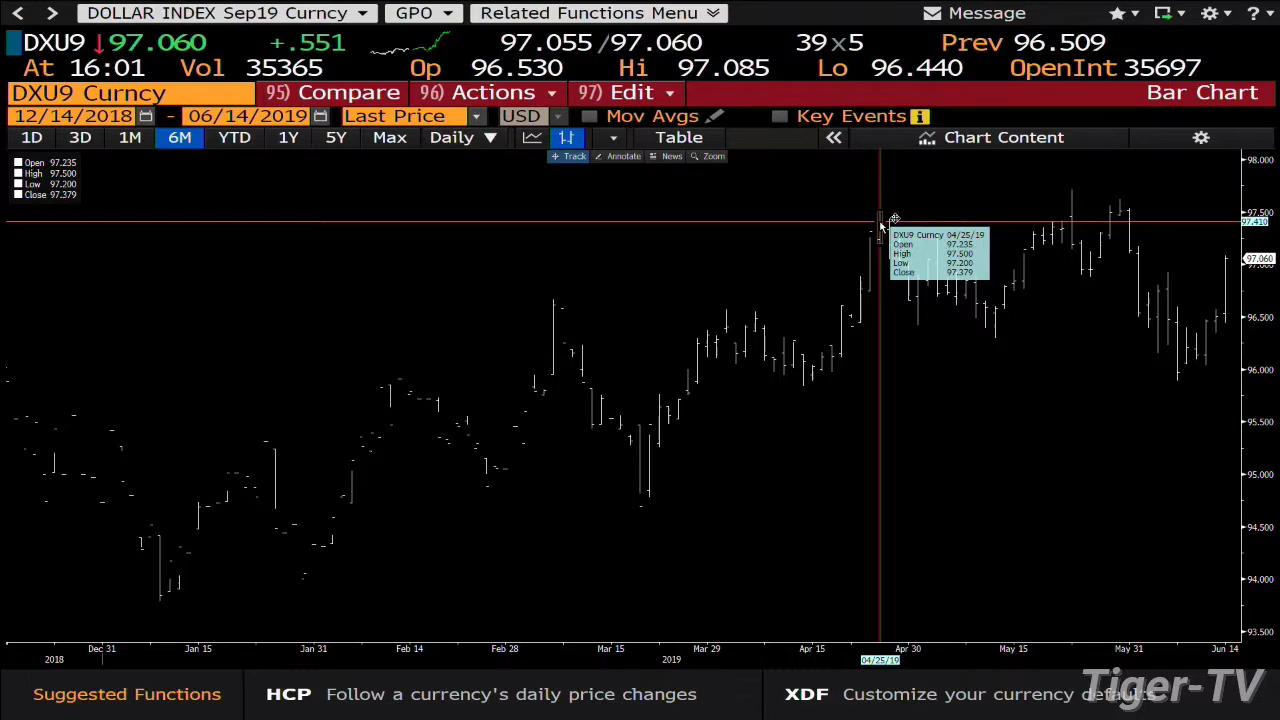 DOLLAR INDEX Sep19 Curncy GPO Related Functions Menu Message ?
DXU9 ↓97.060 +.551 97.055 /97.060 39 x 5 Prev 96.509
At 16:01 Vol 35365 Op 96.530 Hi 97.085 Lo 96.440 OpenInt 35697
DXU9 Curncy 95) Compare 96) Actions 97) Edit Bar Chart
12/14/2018 - 06/14/2019 Last Price USD Mov Avgs Key Events i
1D 3D 1M 6M YTD 1Y 5Y Max Daily ▼ Table « Chart Content
Track Annotate News Zoom
Open 97.235
High 97.500
Low 97.200
Close 97.379
98.000
97.500
97.410
97.060
97.000
96.500
96.000
95.500
95.000
94.500
94.000
93.500
DXU9 Curncy 04/25/19
Open 97.235
High 97.500
Low 97.200
Close 97.379
Dec 31 Jan 15 Jan 31 Feb 14 Feb 28 Mar 15 Mar 29 Apr 15 Apr 30 May 15 May 31 Jun 14
2018 2019 04/25/19
Suggested Functions HCP Follow a currency's daily price changes XDF Customize your currency defaults
Tiger-TV